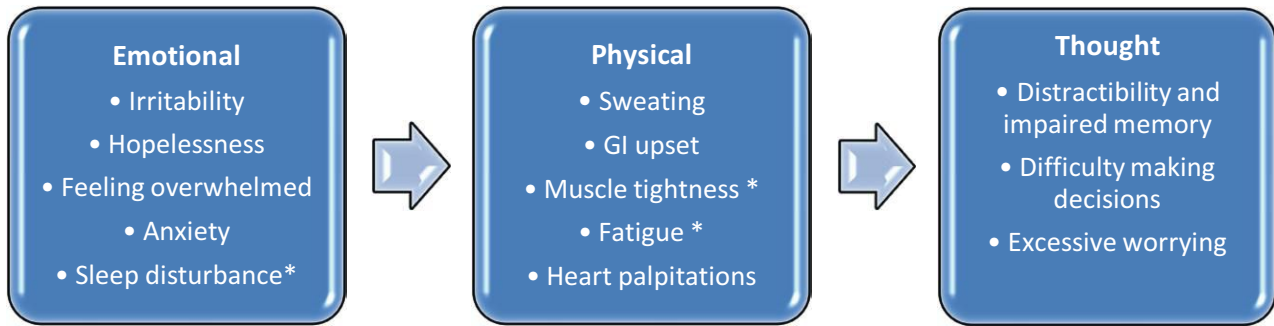 Emotional
• Irritability
• Hopelessness
• Feeling overwhelmed
• Anxiety
• Sleep disturbance*
Physical
• Sweating
• GI upset
• Muscle tightness *
• Fatigue *
• Heart palpitations
Thought
• Distractibility and
impaired memory
• Difficulty making
decisions
• Excessive worrying